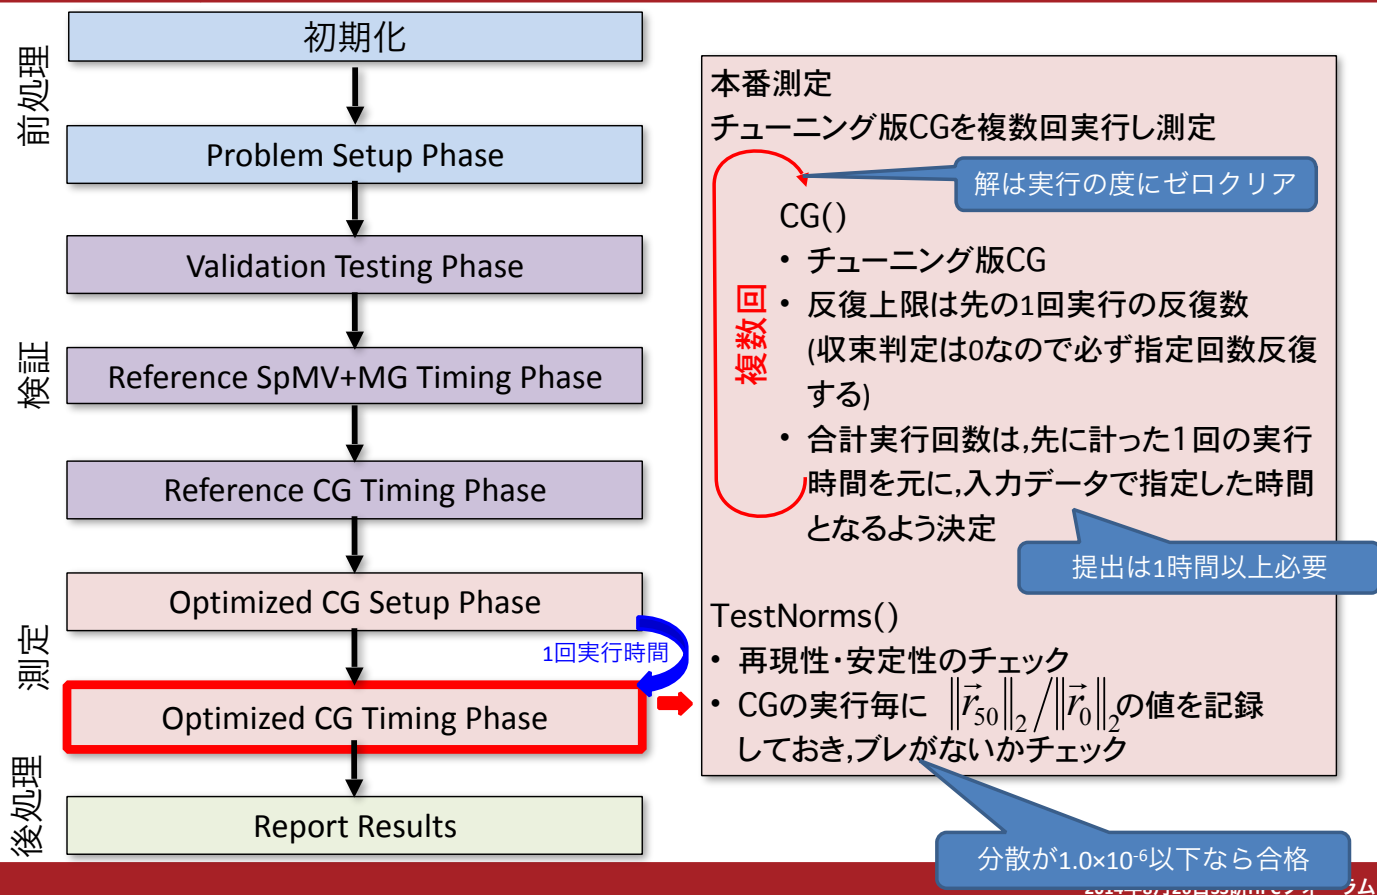 前処理
初期化
Problem Setup Phase
検証
Validation Testing Phase
Reference SpMV+MG Timing Phase
Reference CG Timing Phase
測定
Optimized CG Setup Phase
1回実行時間
Optimized CG Timing Phase
後処理
Report Results
本番測定
チューニング版CGを複数回実行し測定
解は実行の度にゼロクリア
複数回
CG()
• チューニング版CG
• 反復上限は先の1回実行の反復数
(収束判定は0なので必ず指定回数反復
する)
• 合計実行回数は,先に計った1回の実行
時間を元に,入力データで指定した時間
となるよう決定
提出は1時間以上必要
TestNorms()
• 再現性・安定性のチェック
• CGの実行毎に ‖r⃗₅₀‖₂/‖r⃗₀‖₂の値を記録
しておき,ブレがないかチェック
分散が1.0×10⁻⁶以下なら合格